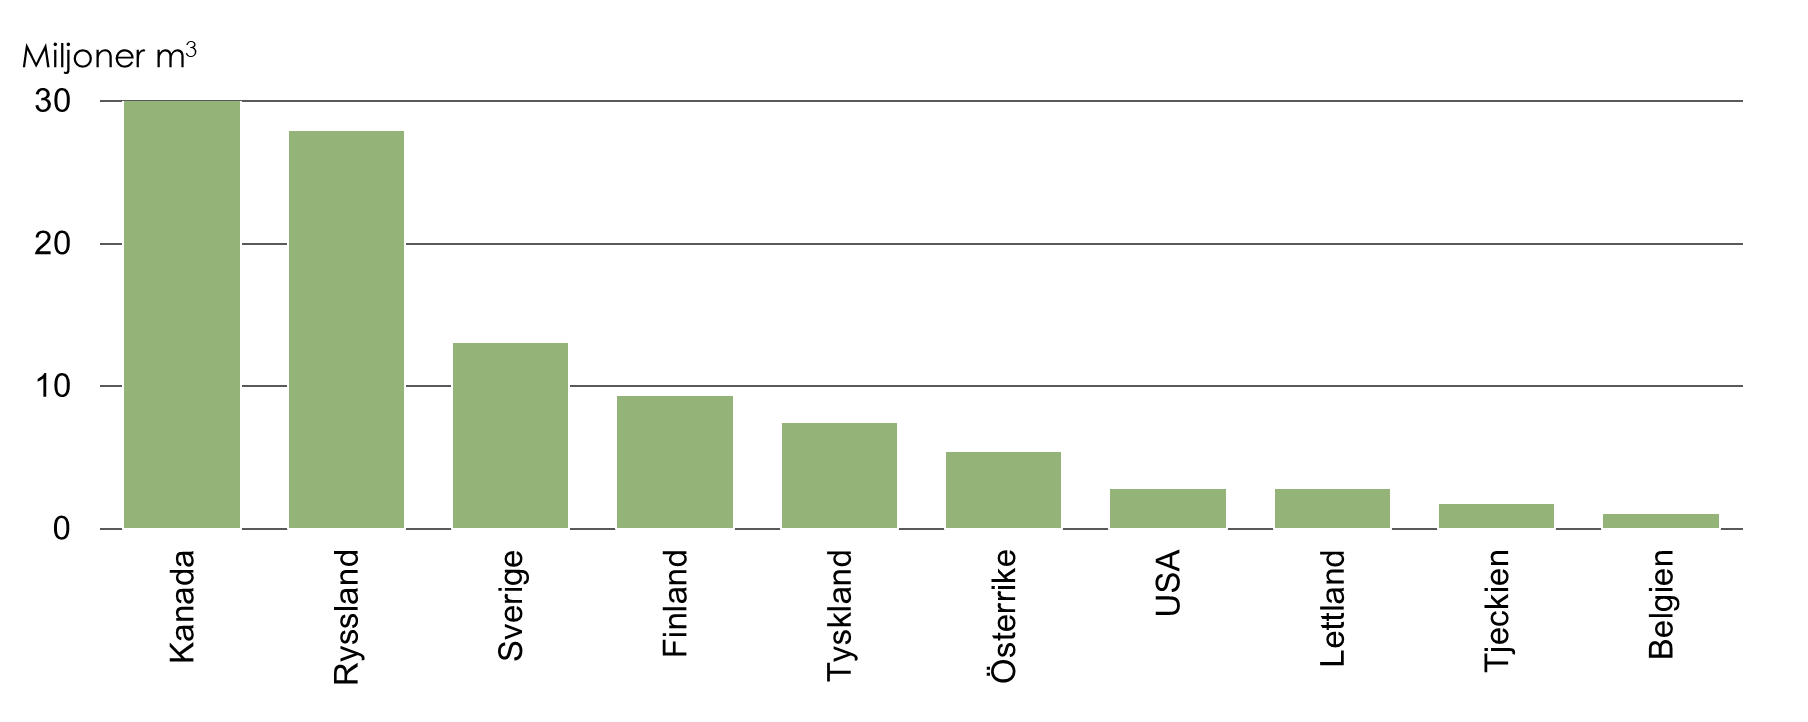 Miljoner m³
30
20
10
0
Kanada
Ryssland
Sverige
Finland
Tyskland
Österrike
USA
Lettland
Tjeckien
Belgien